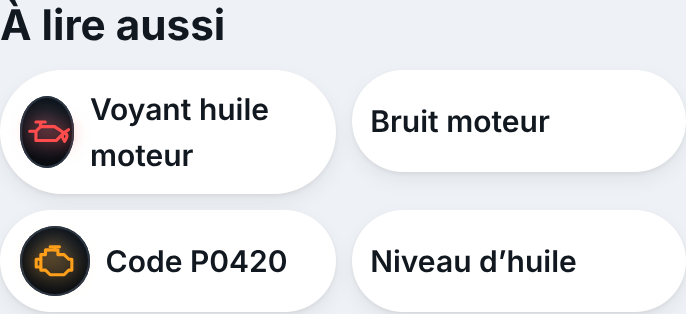 À lire aussi
Voyant huile
moteur
Bruit moteur
Code P0420
Niveau d’huile